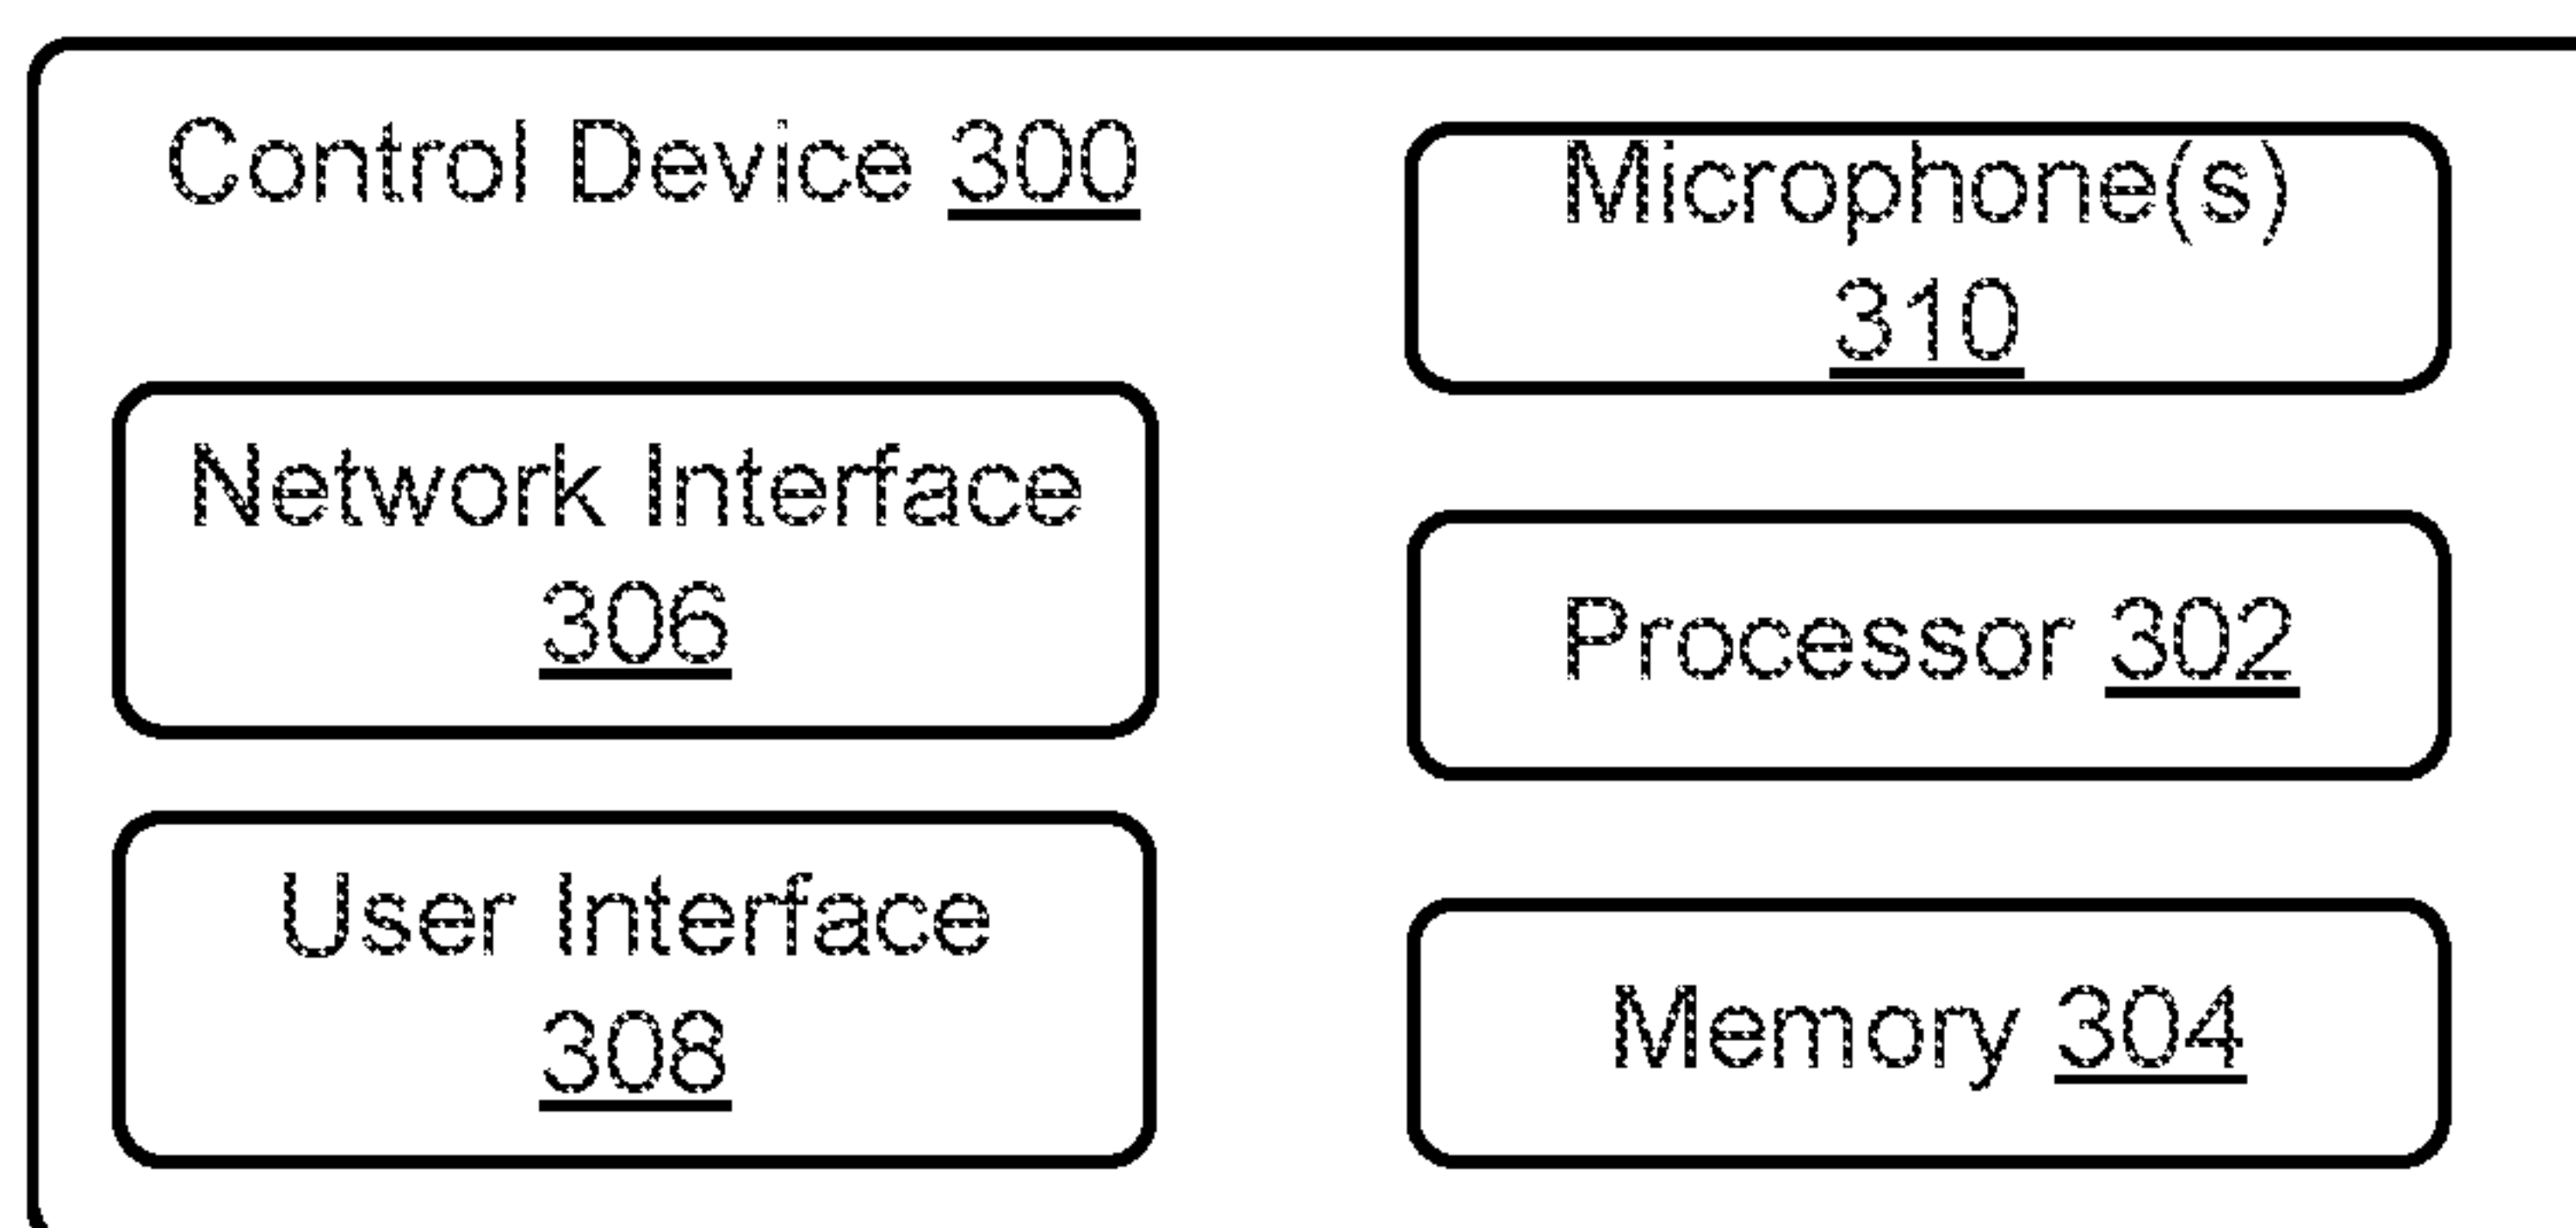 Control Device 300
Microphone(s)
310
Network Interface
306
Processor 302
User Interface
308
Memory 304